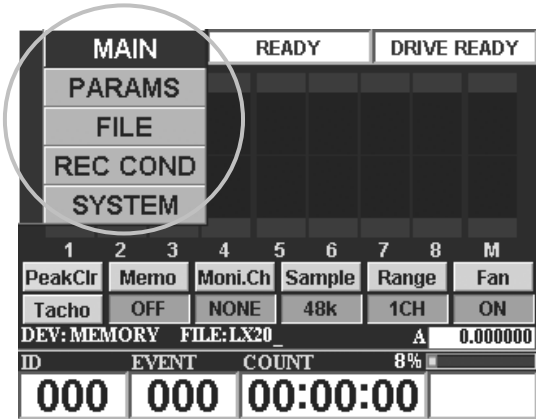 MAIN READY DRIVE READY
PARAMS
FILE
REC COND
SYSTEM
1 2 3 4 5 6 7 8 M
PeakClr Memo Moni.Ch Sample Range Fan
Tacho OFF NONE 48k 1CH ON
DEV:MEMORY FILE:LX20_ A 0.000000
ID EVENT COUNT 8%
000 000 00:00:00